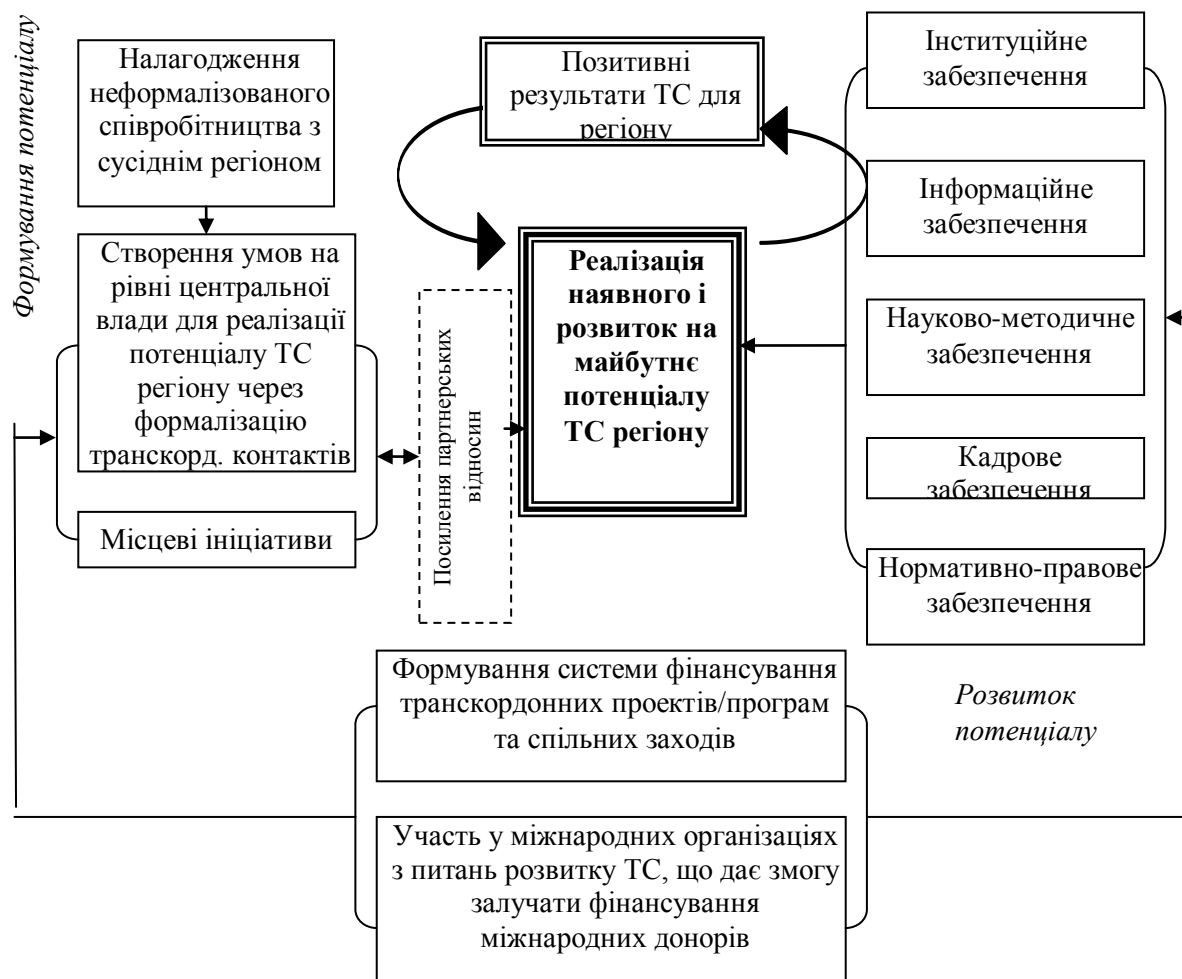 Формування потенціалу
Налагодження
неформалізованого
співробітництва з
сусіднім регіоном
Створення умов на
рівні центральної
влади для реалізації
потенціалу ТС
регіону через
формалізацію
транскорд. контактів
Місцеві ініціативи
Посилення партнерських
відносин
Позитивні
результати ТС для
регіону
Реалізація
наявного і
розвиток на
майбутнє
потенціалу
ТС регіону
Інституційне
забезпечення
Інформаційне
забезпечення
Науково-методичне
забезпечення
Кадрове
забезпечення
Нормативно-правове
забезпечення
Розвиток
потенціалу
Формування системи фінансування
транскордонних проектів/програм
та спільних заходів
Участь у міжнародних організаціях
з питань розвитку ТС, що дає змогу
залучати фінансування
міжнародних донорів